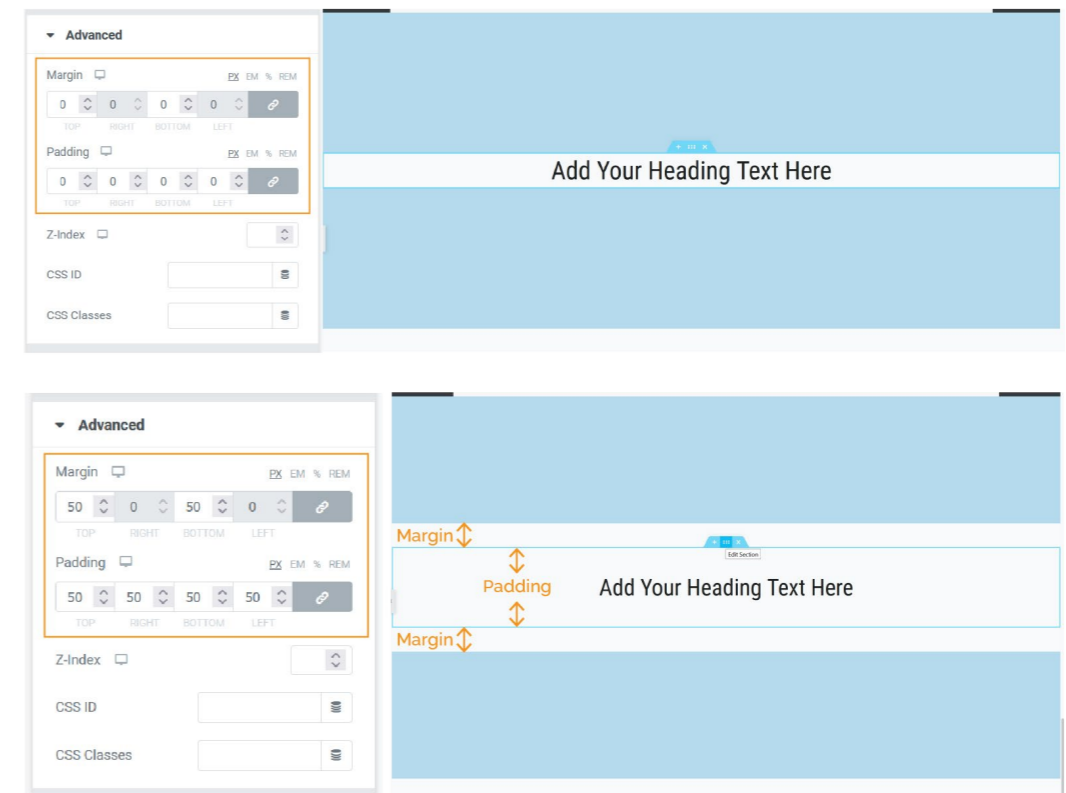 Advanced
Margin PX EM % REM
0 0 0 0
TOP RIGHT BOTTOM LEFT
Padding PX EM % REM
0 0 0 0
TOP RIGHT BOTTOM LEFT
Z-Index
CSS ID
CSS Classes
+ ×
Add Your Heading Text Here
Advanced
Margin PX EM % REM
50 0 50 0
TOP RIGHT BOTTOM LEFT
Padding PX EM % REM
50 50 50 50
TOP RIGHT BOTTOM LEFT
Z-Index
CSS ID
CSS Classes
Margin
+ ×
Edit Section
Padding
Add Your Heading Text Here
Margin